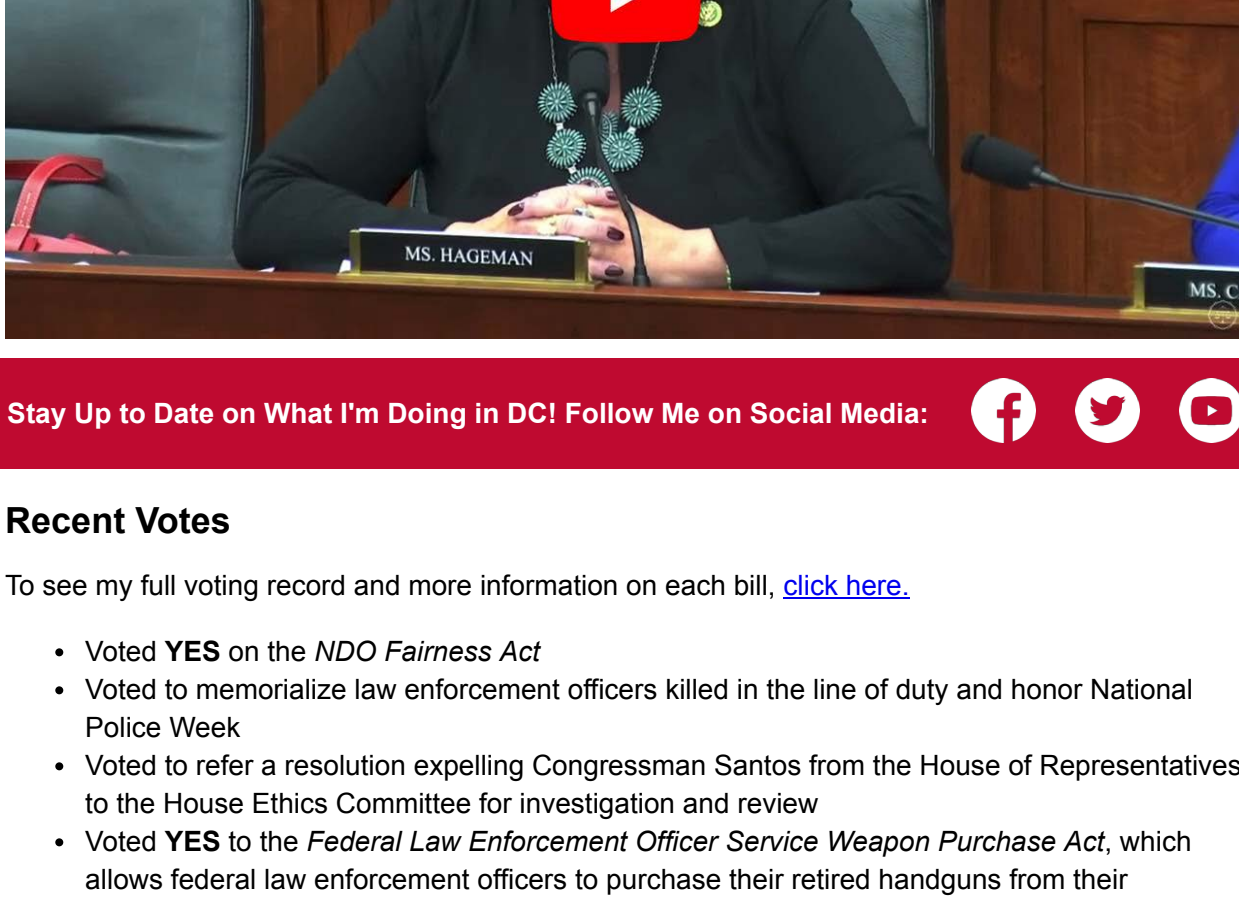 MS. HAGEMAN
MS. C
Stay Up to Date on What I'm Doing in DC! Follow Me on Social Media:
Recent Votes
To see my full voting record and more information on each bill, click here.
• Voted YES on the NDO Fairness Act
• Voted to memorialize law enforcement officers killed in the line of duty and honor National
Police Week
• Voted to refer a resolution expelling Congressman Santos from the House of Representatives
to the House Ethics Committee for investigation and review
• Voted YES to the Federal Law Enforcement Officer Service Weapon Purchase Act, which
allows federal law enforcement officers to purchase their retired handguns from their